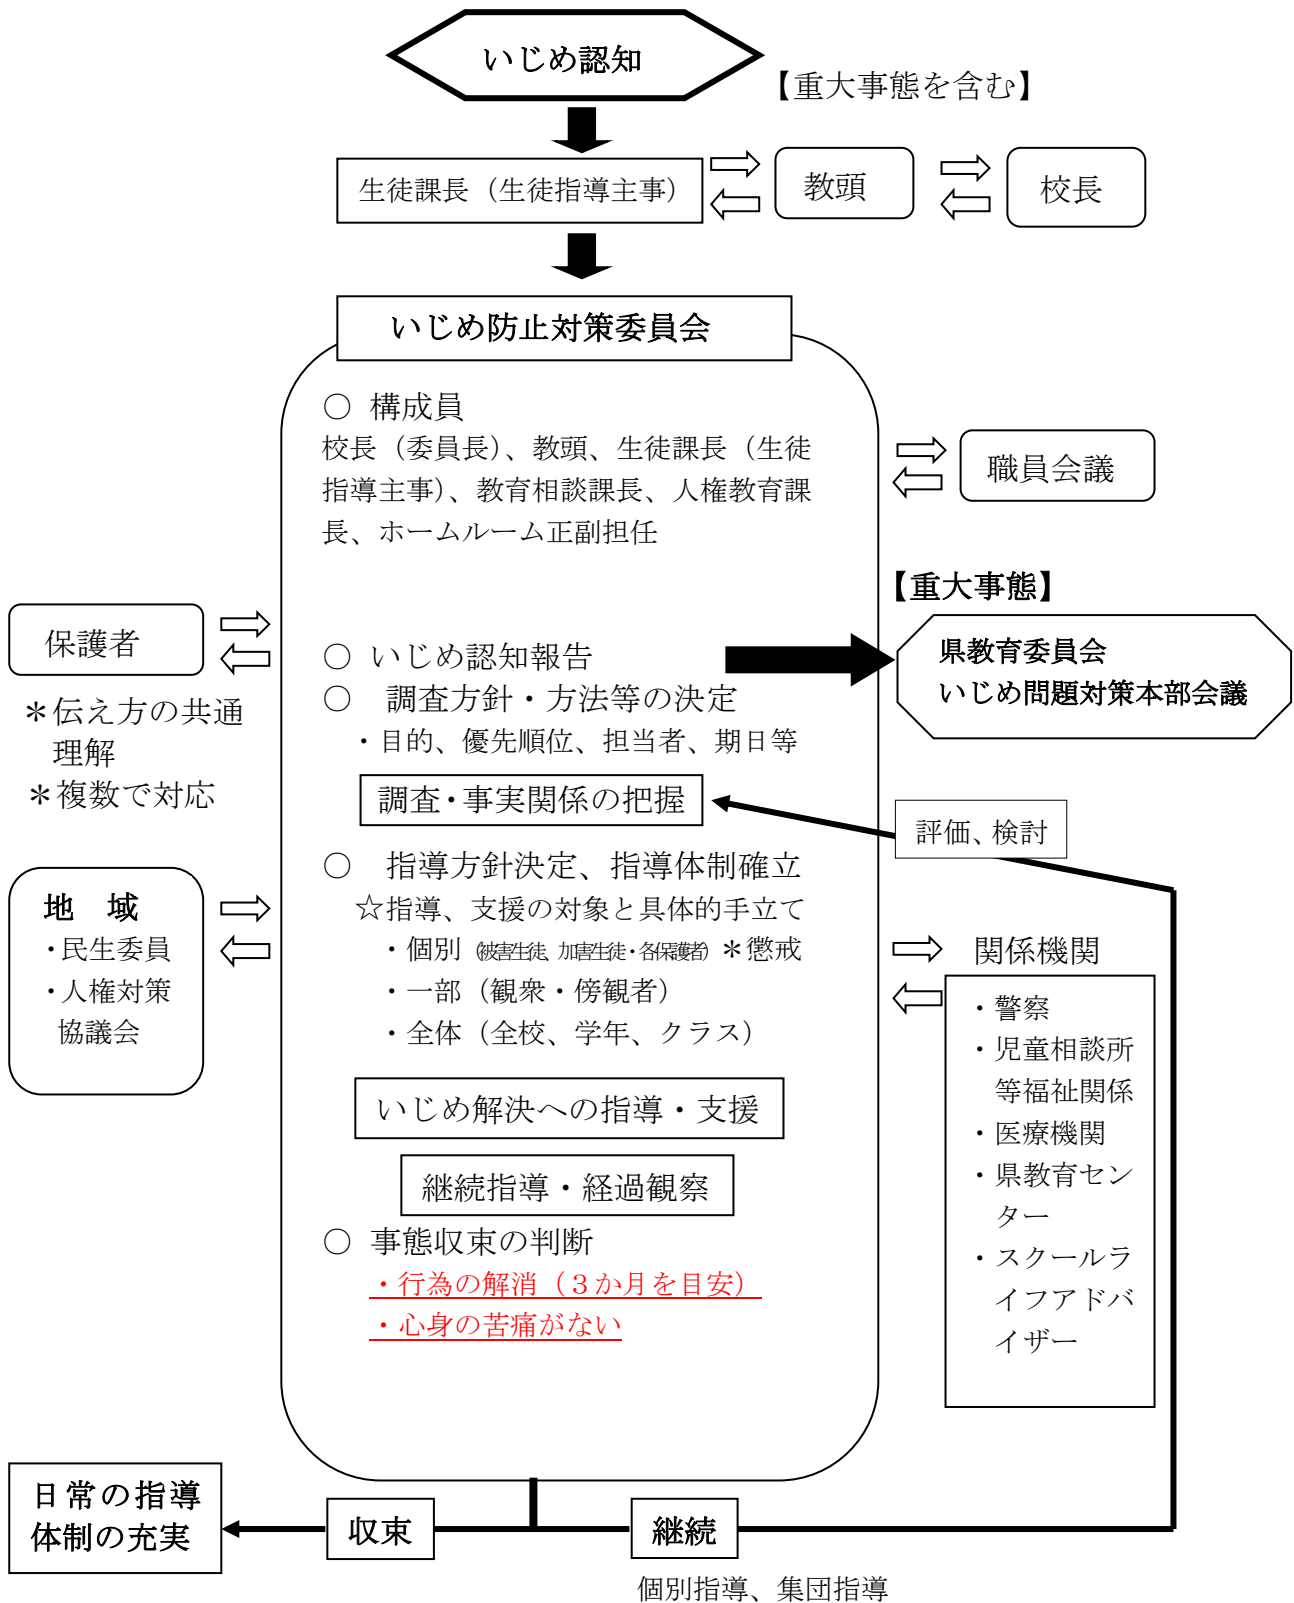 いじめ認知
【重大事態を含む】
生徒課長（生徒指導主事）
教頭
校長
いじめ防止対策委員会
○ 構成員
校長（委員長）、教頭、生徒課長（生徒
指導主事）、教育相談課長、人権教育課
長、ホームルーム正副担任
職員会議
【重大事態】
県教育委員会
いじめ問題対策本部会議
保護者
＊伝え方の共通
理解
＊複数で対応
○ いじめ認知報告
○　調査方針・方法等の決定
・目的、優先順位、担当者、期日等
調査・事実関係の把握
評価、検討
○　指導方針決定、指導体制確立
☆指導、支援の対象と具体的手立て
・個別（被害生徒、加害生徒・各保護者）＊懲戒
・一部（観衆・傍観者）
・全体（全校、学年、クラス）
地　域
・民生委員
・人権対策
協議会
関係機関
・警察
・児童相談所
等福祉関係
・医療機関
・県教育セン
ター
・スクールラ
イフアドバ
イザー
いじめ解決への指導・支援
継続指導・経過観察
○ 事態収束の判断
・行為の解消（３か月を目安）
・心身の苦痛がない
日常の指導
体制の充実
収束
継続
個別指導、集団指導